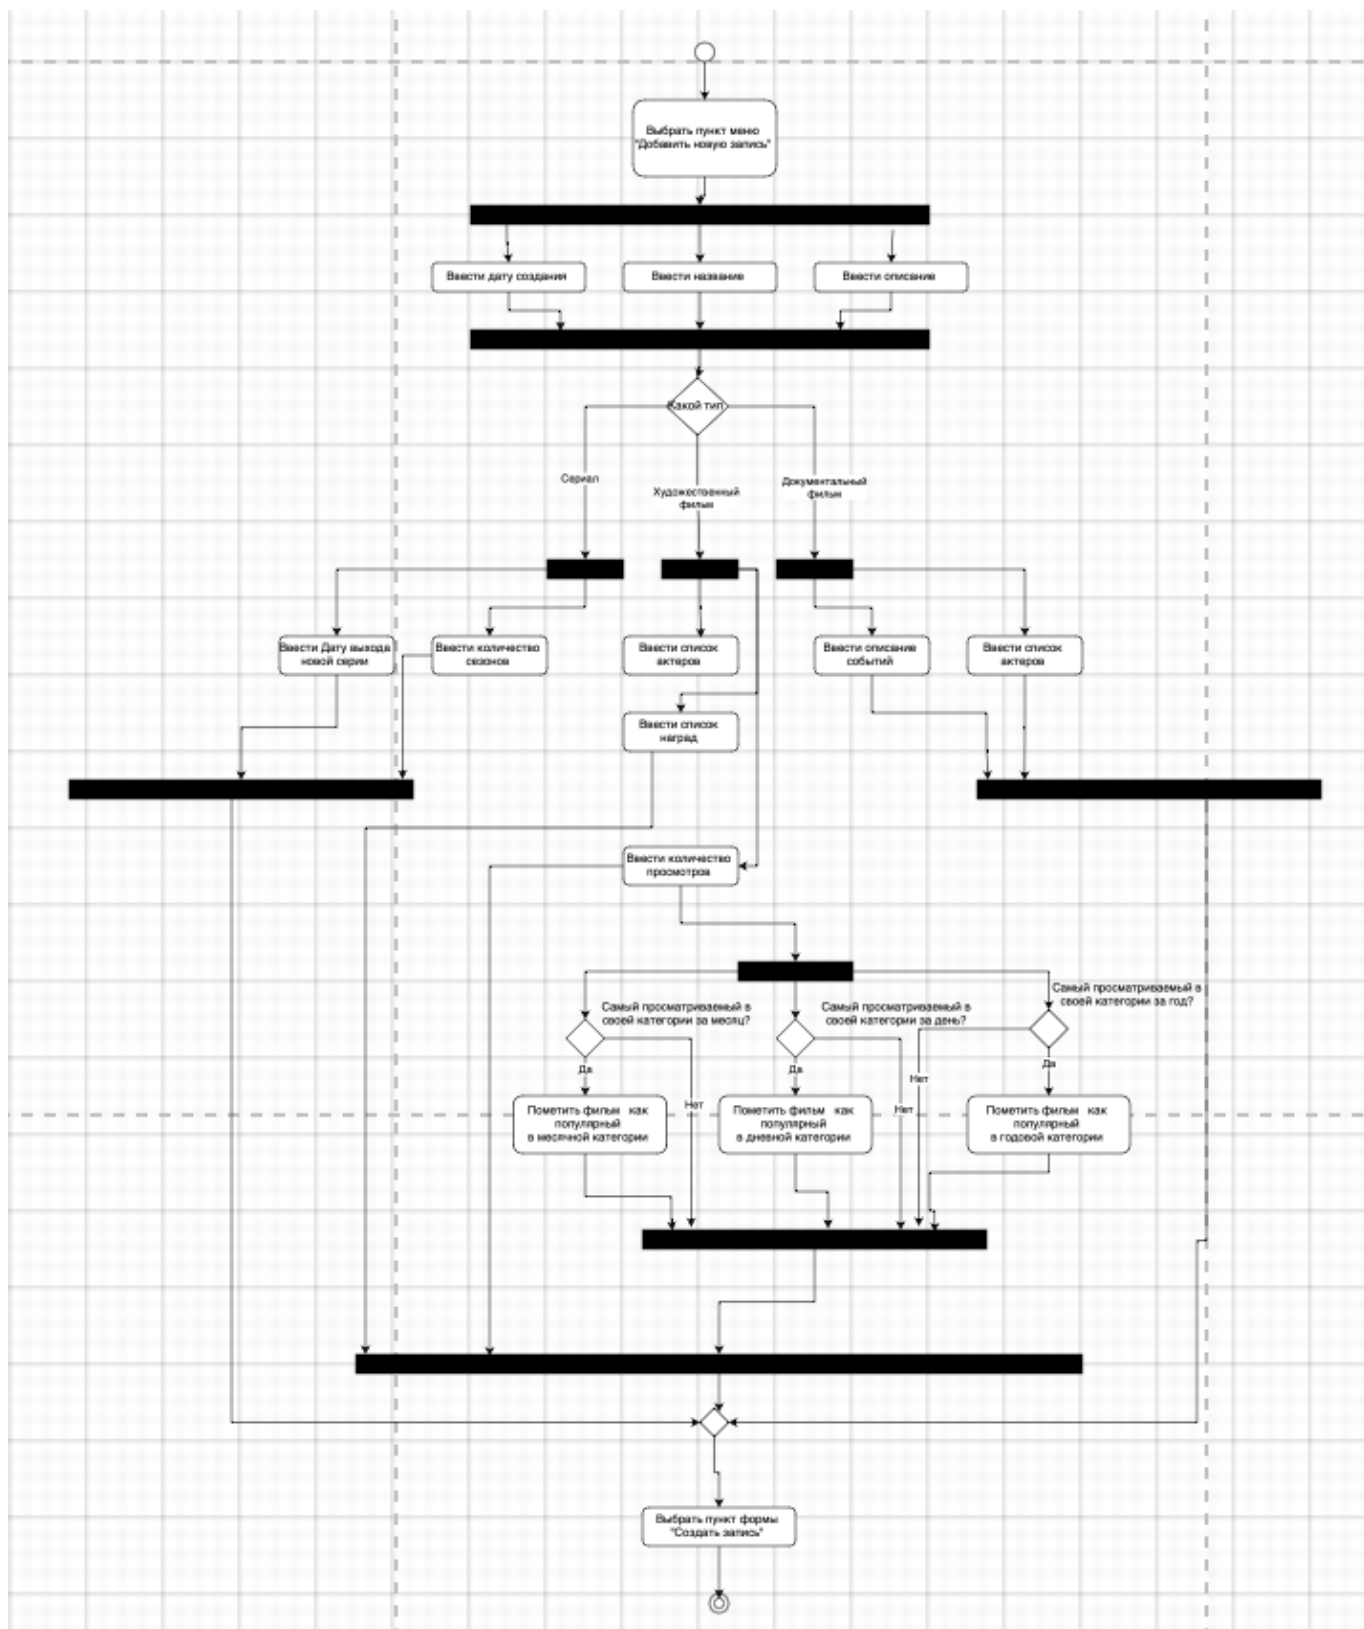 Выбрать пункт меню
"Добавить новую запись"
Ввести дату создания
Ввести название
Ввести описание
Какой тип
Сериал
Художественный
фильм
Документальный
фильм
Ввести Дату выхода
новой серии
Ввести количество
сезонов
Ввести список
актеров
Ввести описание
событий
Ввести список
актеров
Ввести список
наград
Ввести количество
просмотров
Самый просматриваемый в
своей категории за месяц?
Самый просматриваемый в
своей категории за день?
Самый просматриваемый в
своей категории за год?
Да
Да
Да
Нет
Нет
Нет
Пометить фильм как
популярный
в месячной категории
Пометить фильм как
популярный
в дневной категории
Пометить фильм как
популярный
в годовой категории
Выбрать пункт формы
"Создать запись"